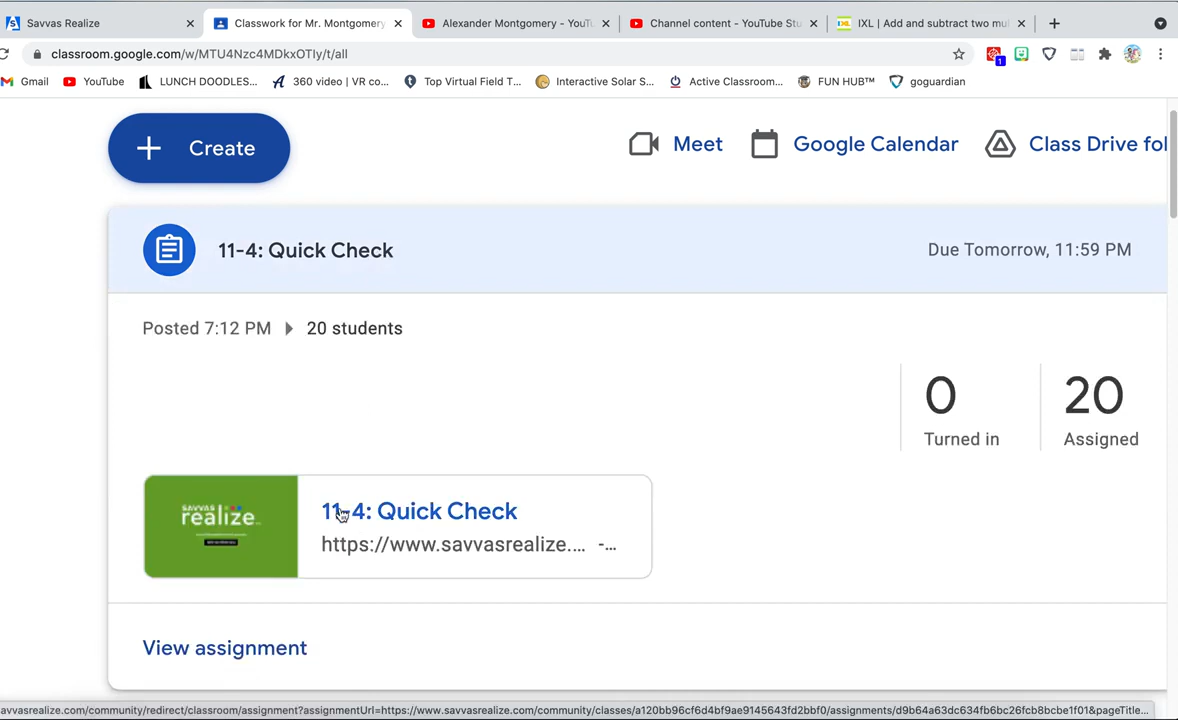 Savvas Realize
Classwork for Mr. Montgomery
Alexander Montgomery - YouT
Channel content - YouTube Stu
IXL | Add and subtract two mu
classroom.google.com/w/MTU4Nzc4MDkxOTIy/t/all
1
Gmail
YouTube
LUNCH DOODLES...
360 video | VR co...
Top Virtual Field T...
Interactive Solar S...
Active Classroom...
FUN HUB™
goguardian
Create
Meet
Google Calendar
Class Drive fol
11-4: Quick Check
Due Tomorrow, 11:59 PM
Posted 7:12 PM
20 students
0
20
Turned in
Assigned
SAVVAS
realize
11-4: Quick Check
https://www.savvasrealize.... -...
View assignment
savvasrealize.com/community/redirect/classroom/assignment?assignmentUrl=https://www.savvasrealize.com/community/classes/a120bb96cf6d4bf9ae9145643fd2bbf0/assignments/d9b64a63dc634fb6bc26fcb8bcbe1f01&pageTitle...